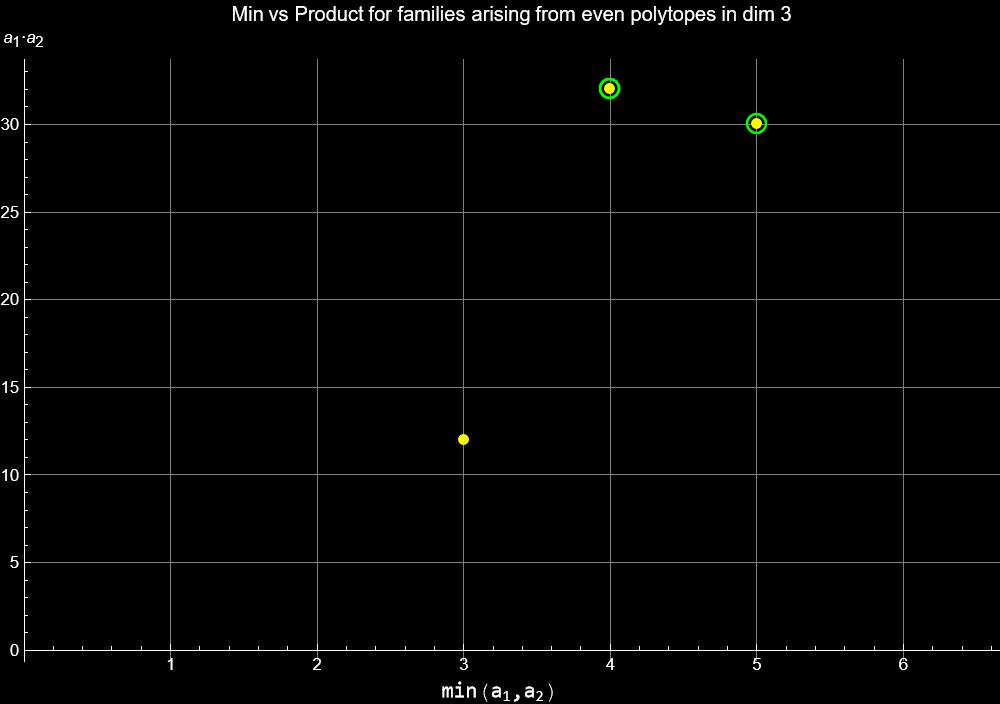 Min vs Product for families arising from even polytopes in dim 3
a₁·a₂
30
25
20
15
10
5
0
1 2 3 4 5 6
min(a₁,a₂)